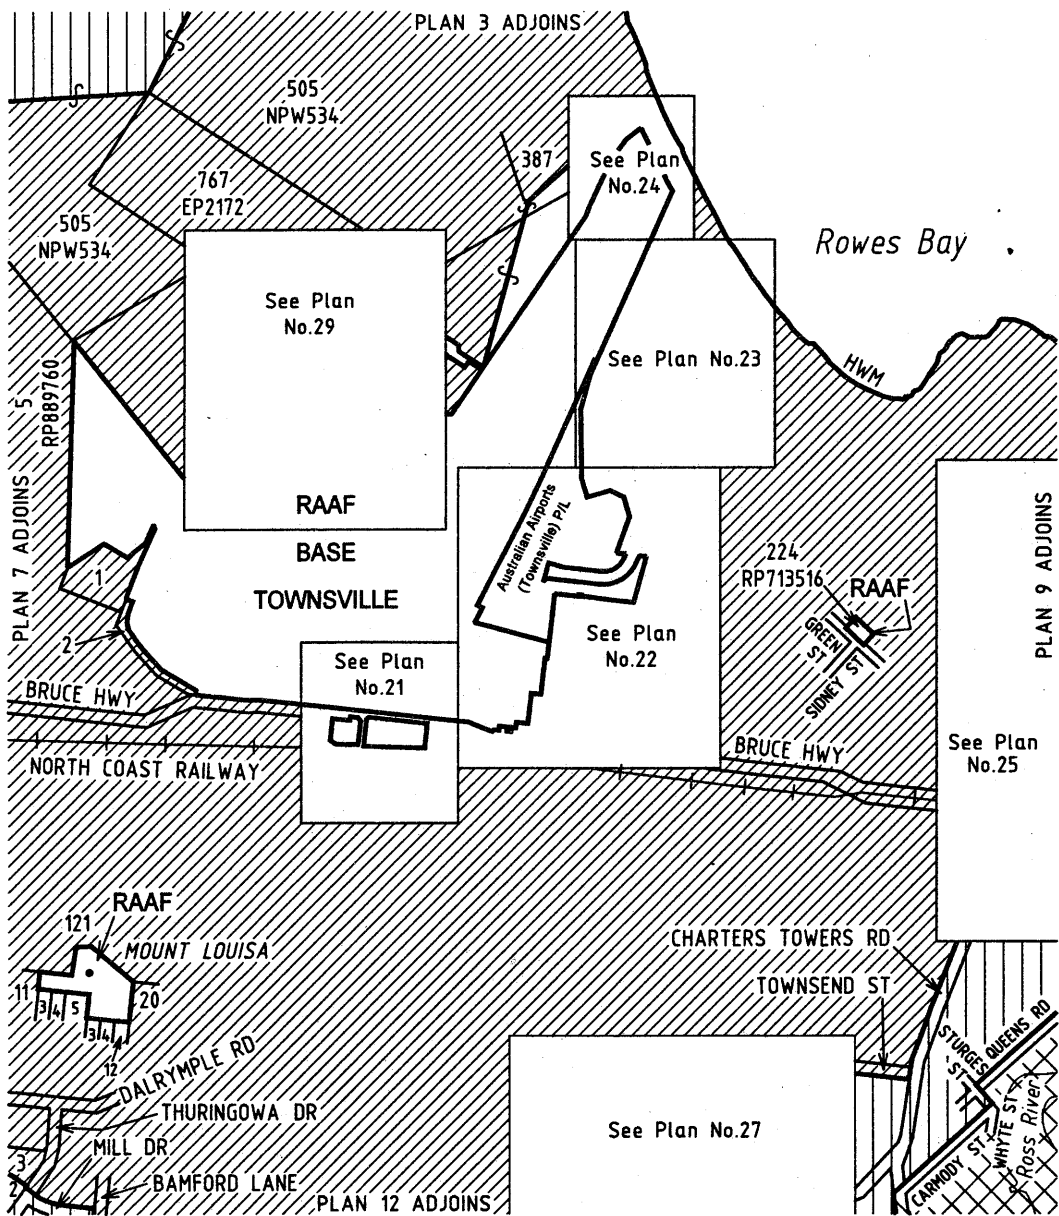 PLAN 3 ADJOINS
505
NPW534
387
See Plan
No.24
767
EP2172
505
NPW534
Rowes Bay
See Plan
No.29
See Plan No.23
HWM
5
RP889760
PLAN 7 ADJOINS
RAAF
BASE
TOWNSVILLE
Australian Airports
(Townsville) P/L
224
RP713516
RAAF
PLAN 9 ADJOINS
1
2
See Plan
No.22
GREEN
ST
SIDNEY ST
See Plan
No.21
BRUCE HWY
NORTH COAST RAILWAY
BRUCE HWY
See Plan
No.25
RAAF
121
MOUNT LOUISA
11
3 4 5
20
3 4
12
CHARTERS TOWERS RD
TOWNSEND ST
DALRYMPLE RD
THURINGOWA DR
MILL DR
BAMFORD LANE
3
2
See Plan No.27
STURGES
ST
QUEENS RD
WHYTE ST
Ross River
CARMODY ST
PLAN 12 ADJOINS